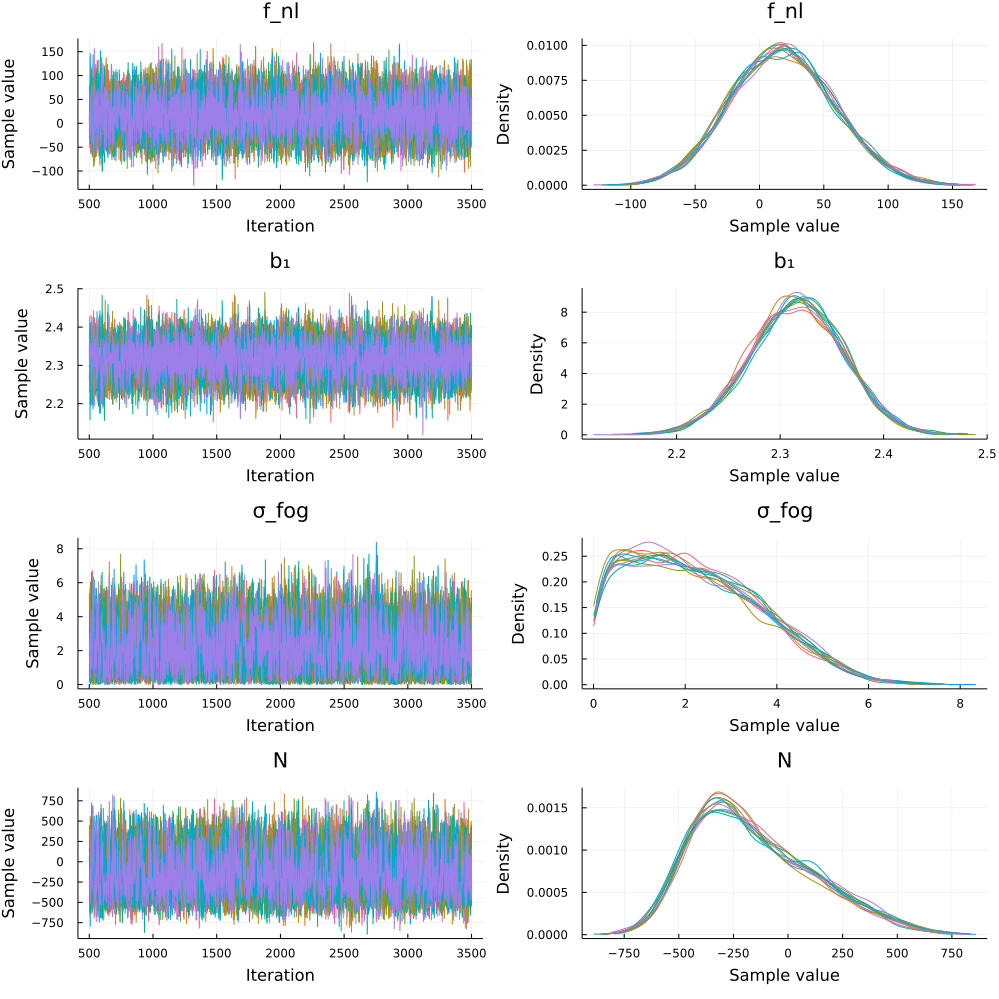 f_nl
f_nl
Sample value
150
100
50
0
−50
−100
500 1000 1500 2000 2500 3000 3500
Iteration
Density
0.0100
0.0075
0.0050
0.0025
0.0000
−100 −50 0 50 100 150
Sample value
b₁
b₁
Sample value
2.5
2.4
2.3
2.2
500 1000 1500 2000 2500 3000 3500
Iteration
Density
8
6
4
2
0
2.2 2.3 2.4 2.5
Sample value
σ_fog
σ_fog
Sample value
8
6
4
2
0
500 1000 1500 2000 2500 3000 3500
Iteration
Density
0.25
0.20
0.15
0.10
0.05
0.00
0 2 4 6 8
Sample value
N
N
Sample value
750
500
250
0
−250
−500
−750
500 1000 1500 2000 2500 3000 3500
Iteration
Density
0.0015
0.0010
0.0005
0.0000
−750 −500 −250 0 250 500 750
Sample value